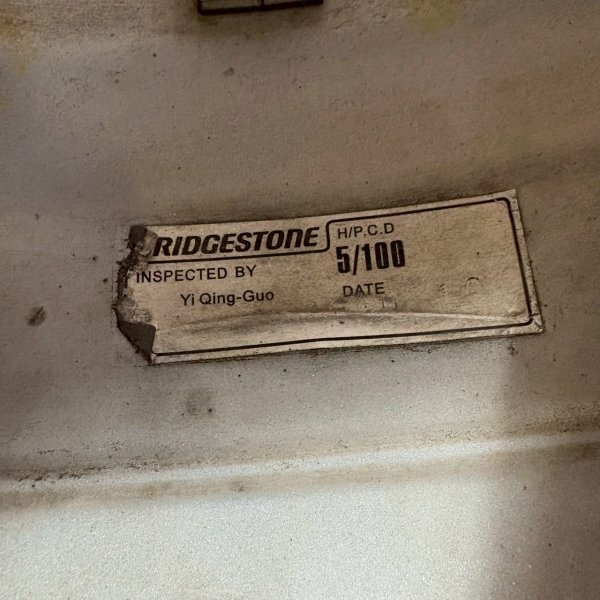 RIDGESTONE
H/P.C.D
5/100
INSPECTED BY
Yi Qing-Guo
DATE